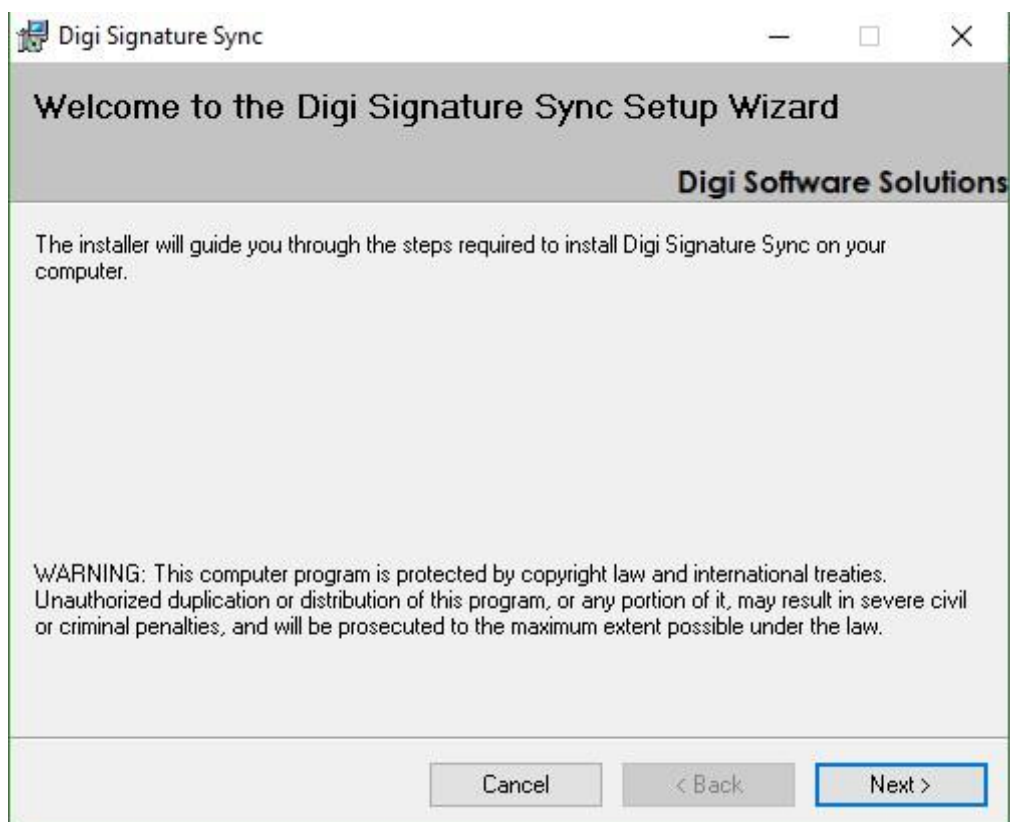 Digi Signature Sync
Welcome to the Digi Signature Sync Setup Wizard
Digi Software Solutions
The installer will guide you through the steps required to install Digi Signature Sync on your
computer.
WARNING: This computer program is protected by copyright law and international treaties.
Unauthorized duplication or distribution of this program, or any portion of it, may result in severe civil
or criminal penalties, and will be prosecuted to the maximum extent possible under the law.
Cancel < Back Next >